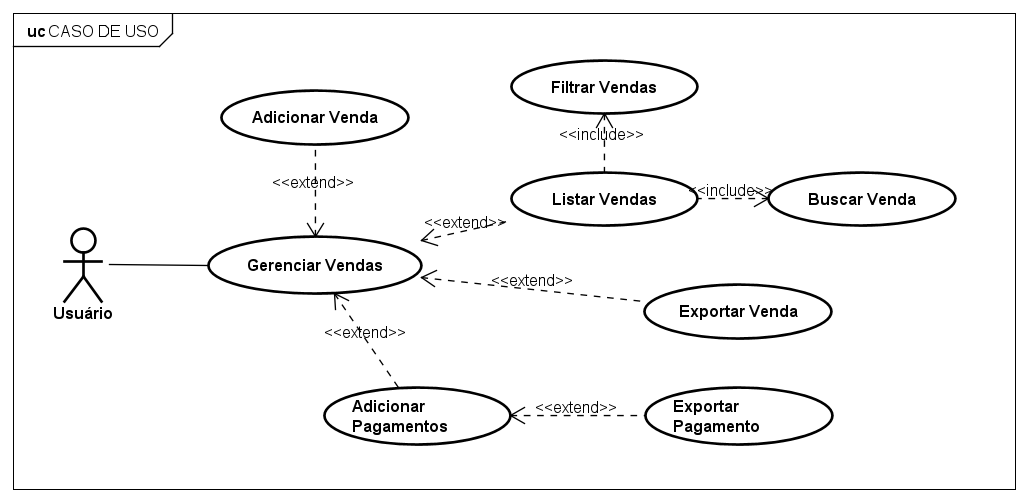 uc CASO DE USO
Filtrar Vendas
Adicionar Venda
<<include>>
<<extend>>
Listar Vendas
<<include>>
Buscar Venda
<<extend>>
Gerenciar Vendas
<<extend>>
Usuário
Exportar Venda
<<extend>>
Adicionar
Pagamentos
<<extend>>
Exportar
Pagamento